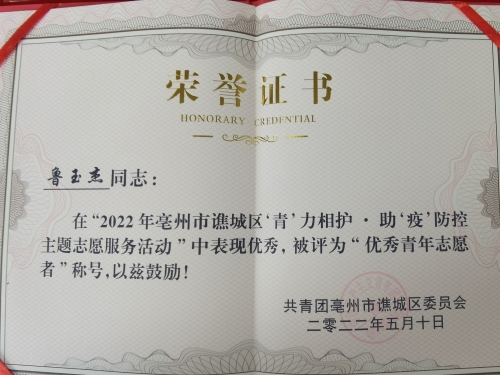 荣誉证书
HONORARY CREDENTIAL
鲁玉杰同志：
在“2022年亳州市谯城区‘青’力相护·助‘疫’防控
主题志愿服务活动”中表现优秀，被评为“优秀青年志愿
者”称号，以兹鼓励！
共青团亳州市谯城区委员会
二零二二年五月十日